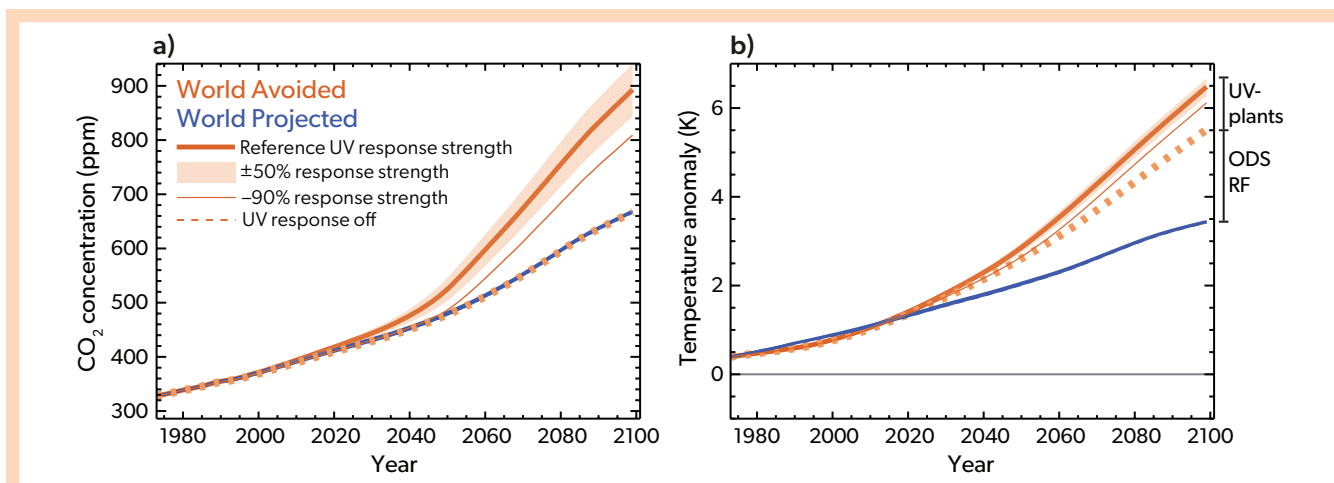 a)
World Avoided
World Projected
Reference UV response strength
±50% response strength
–90% response strength
UV response off
CO2 concentration (ppm)
900
800
700
600
500
400
300
1980 2000 2020 2040 2060 2080 2100
Year
b)
Temperature anomaly (K)
6
4
2
0
1980 2000 2020 2040 2060 2080 2100
Year
UV-
plants
ODS
RF